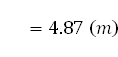 = 4.87 (m)